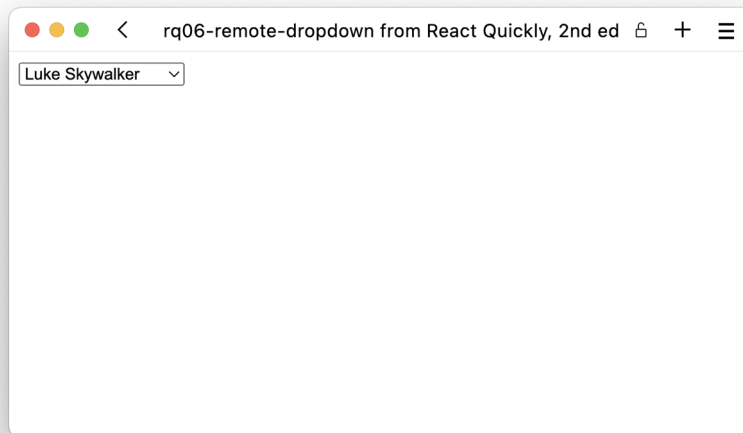 rq06-remote-dropdown from React Quickly, 2nd ed
Luke Skywalker